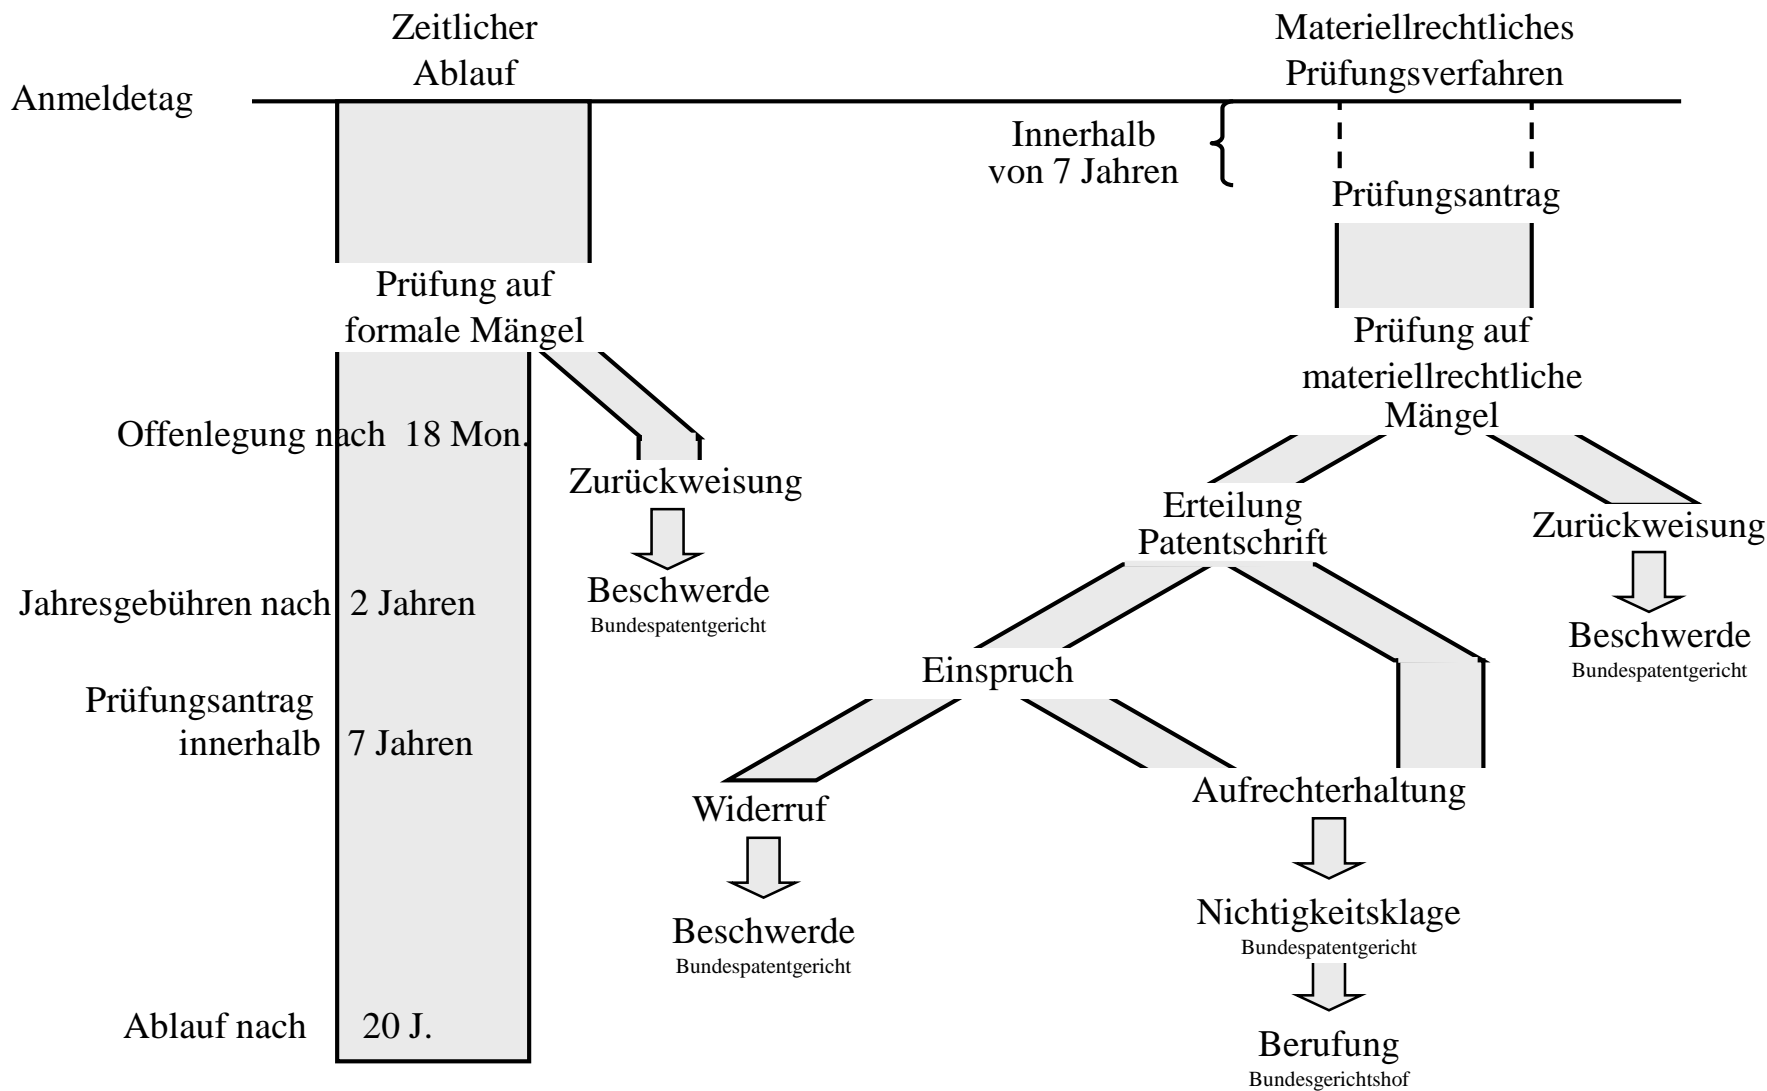 Zeitlicher
Ablauf
Materiellrechtliches
Prüfungsverfahren
Anmeldetag
Innerhalb
von 7 Jahren
Prüfungsantrag
Prüfung auf
formale Mängel
Prüfung auf
materiellrechtliche
Mängel
Offenlegung nach 18 Mon.
Zurückweisung
Erteilung
Patentschrift
Zurückweisung
Jahresgebühren nach 2 Jahren
Beschwerde
Bundespatentgericht
Beschwerde
Bundespatentgericht
Einspruch
Prüfungsantrag
innerhalb 7 Jahren
Widerruf
Aufrechterhaltung
Beschwerde
Bundespatentgericht
Nichtigkeitsklage
Bundespatentgericht
Ablauf nach 20 J.
Berufung
Bundesgerichtshof